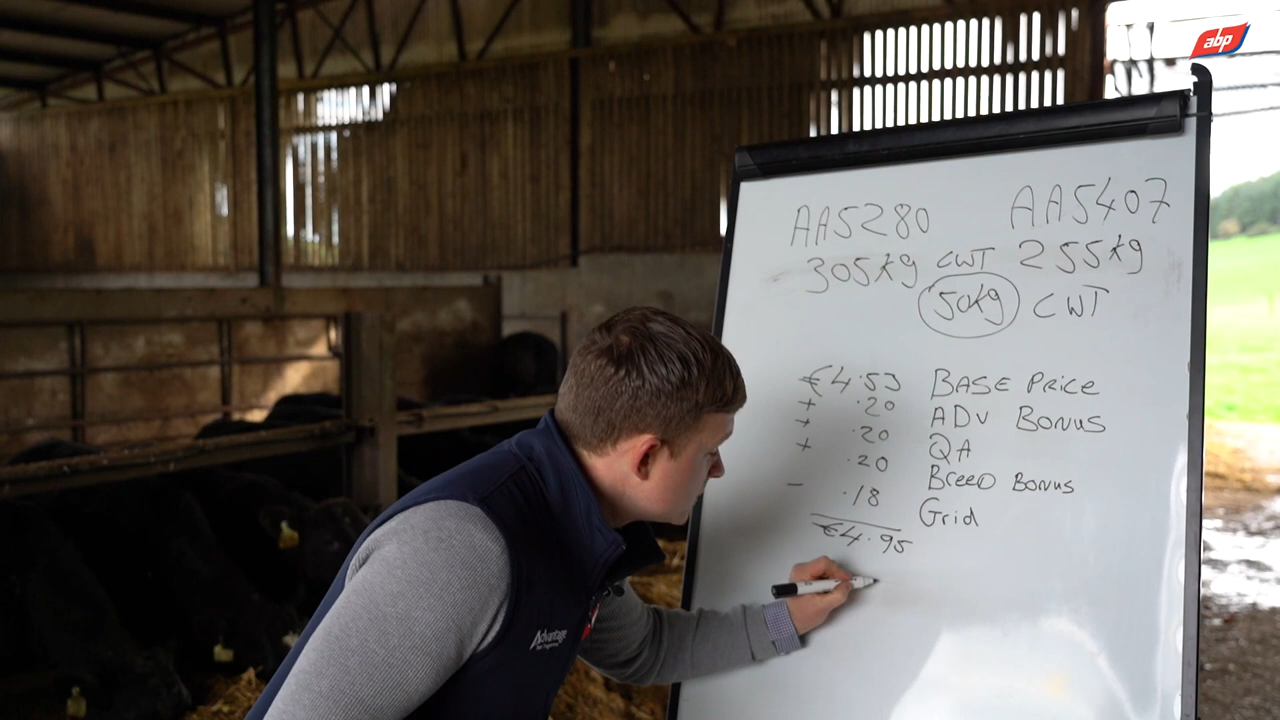 abp
AA5280 AA5407
305kg CWT 255kg
50kg CWT
€4.53 BASE PRICE
+ .20 ADV BONUS
+ .20 QA
+ .20 Breed Bonus
- .18 Grid
€4.95
Advantage